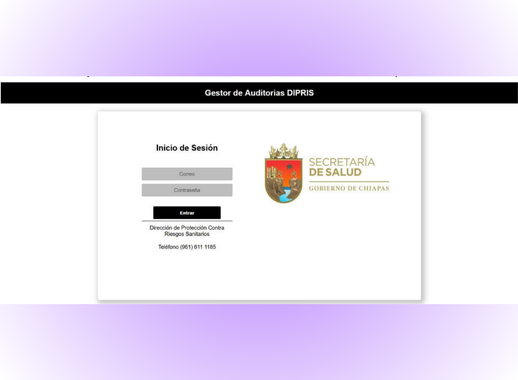 Gestor de Auditorias DIPRIS
Inicio de Sesión
Correo
Contraseña
Entrar
Dirección de Protección Contra
Riesgos Sanitarios
Teléfono (961) 611 1185
SECRETARÍA
DE SALUD
GOBIERNO DE CHIAPAS